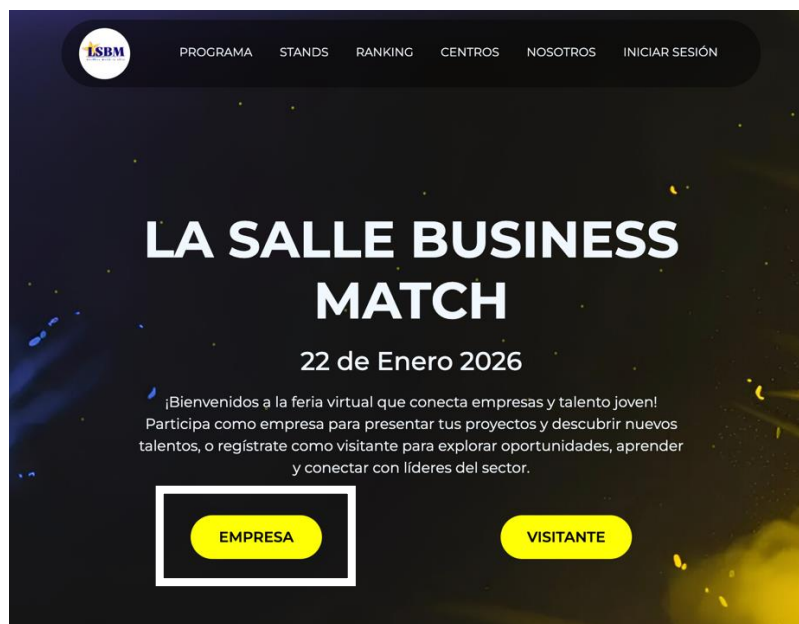 LSBM
PROGRAMA STANDS RANKING CENTROS NOSOTROS INICIAR SESIÓN
LA SALLE BUSINESS
MATCH
22 de Enero 2026
¡Bienvenidos a la feria virtual que conecta empresas y talento joven!
Participa como empresa para presentar tus proyectos y descubrir nuevos
talentos, o regístrate como visitante para explorar oportunidades, aprender
y conectar con líderes del sector.
EMPRESA VISITANTE